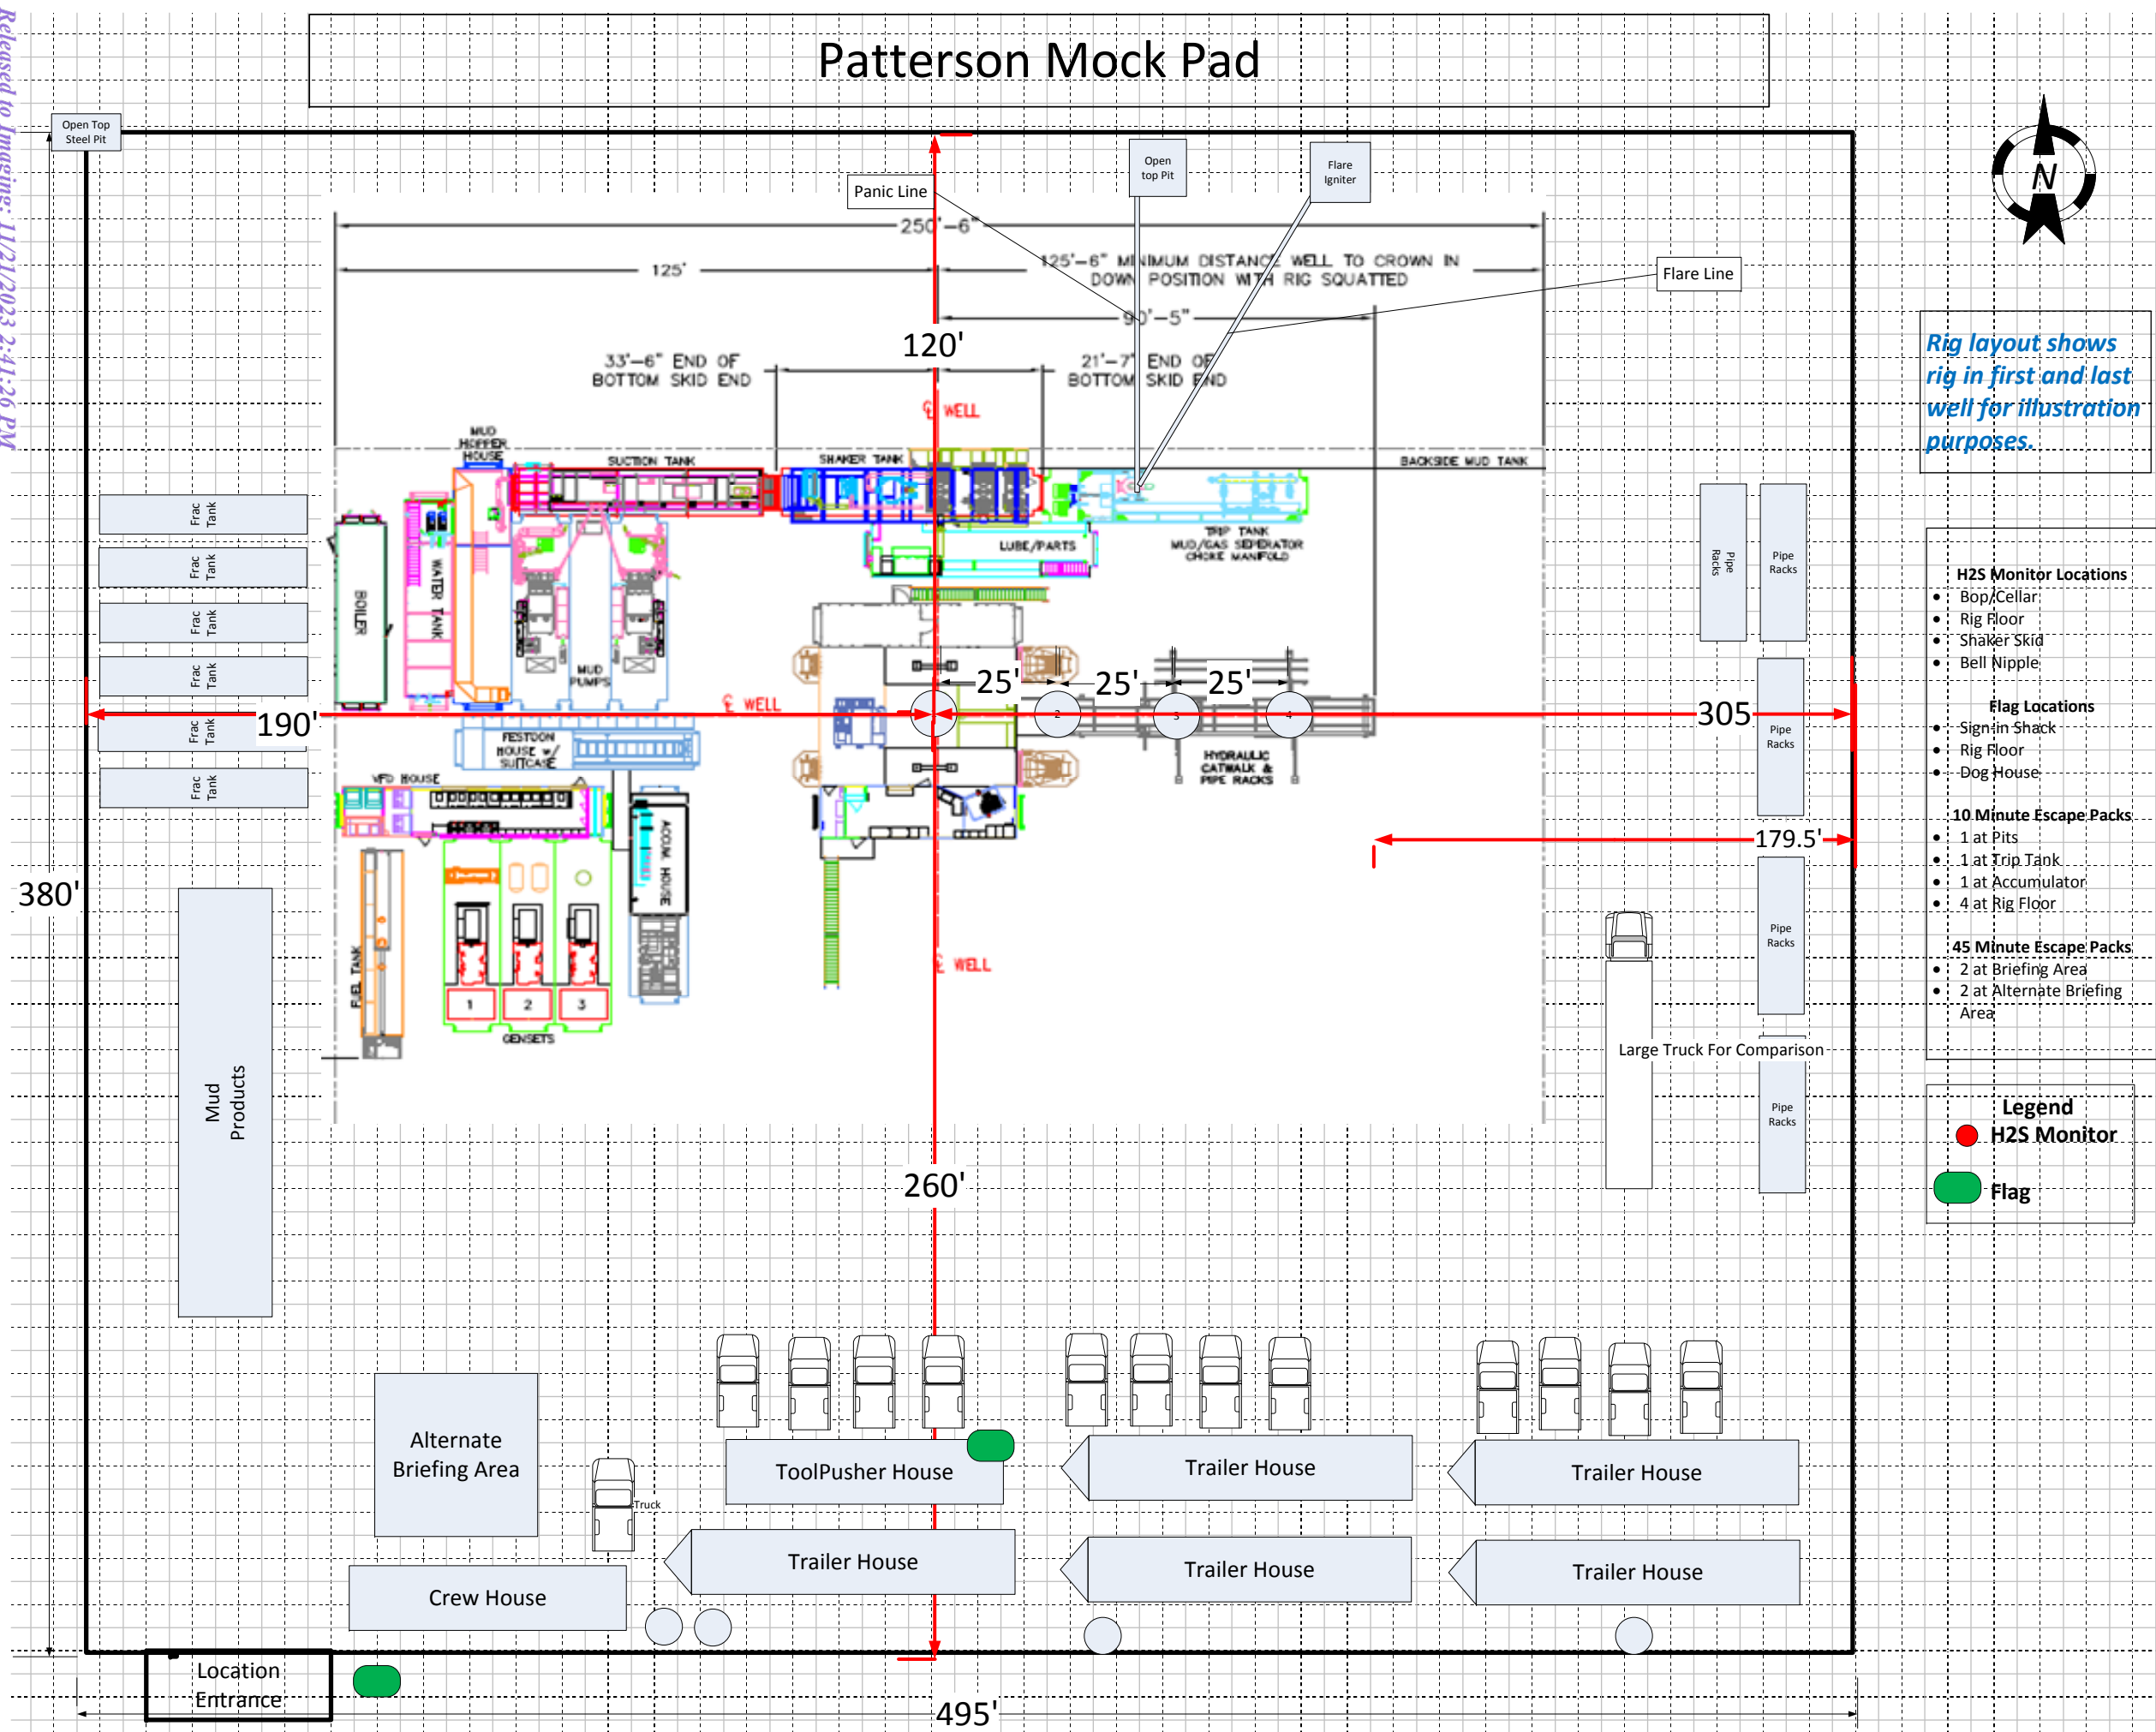 Released to Imaging: 11/21/2023 2:41:26 PM
Patterson Mock Pad
Open Top
Steel Pit
Open
top Pit
Flare
Igniter
Panic Line
N
250'-6"
125'
125'-6" MINIMUM DISTANCE WELL TO CROWN IN
DOWN POSITION WITH RIG SQUATTED
Flare Line
90'-5"
120'
33'-6" END OF
BOTTOM SKID END
21'-7" END OF
BOTTOM SKID END
Rig layout shows
rig in first and last
well for illustration
purposes.
WELL
MUD
HOPPER
HOUSE
SUCTION TANK
SHAKER TANK
BACKSIDE MUD TANK
Frac
Tank
Frac
Tank
Frac
Tank
Frac
Tank
Frac
Tank
Frac
Tank
BOILER
WATER TANK
MUD
PUMPS
LUBE/PARTS
TRIP TANK
MUD/GAS SEPERATOR
CHOKE MANIFOLD
Pipe
Racks
Pipe
Racks
H2S Monitor Locations
• Bop/Cellar
• Rig Floor
• Shaker Skid
• Bell Nipple
Flag Locations
• Sign-in Shack
• Rig Floor
• Dog House
10 Minute Escape Packs
• 1 at Pits
• 1 at Trip Tank
• 1 at Accumulator
• 4 at Rig Floor
45 Minute Escape Packs
• 2 at Briefing Area
• 2 at Alternate Briefing
Area
25'
25'
25'
190'
WELL
2
3
4
305
Pipe
Racks
FESTOON
HOUSE w/
SUITCASE
HYDRAULIC
CATWALK &
PIPE RACKS
VFD HOUSE
ACCUM. HOUSE
179.5'
380'
Pipe
Racks
FUEL TANK
WELL
1
2
3
GENSETS
Large Truck For Comparison
Mud
Products
Pipe
Racks
Legend
H2S Monitor
Flag
260'
Alternate
Briefing Area
Truck
ToolPusher House
Trailer House
Trailer House
Trailer House
Trailer House
Trailer House
Crew House
Location
Entrance
495'